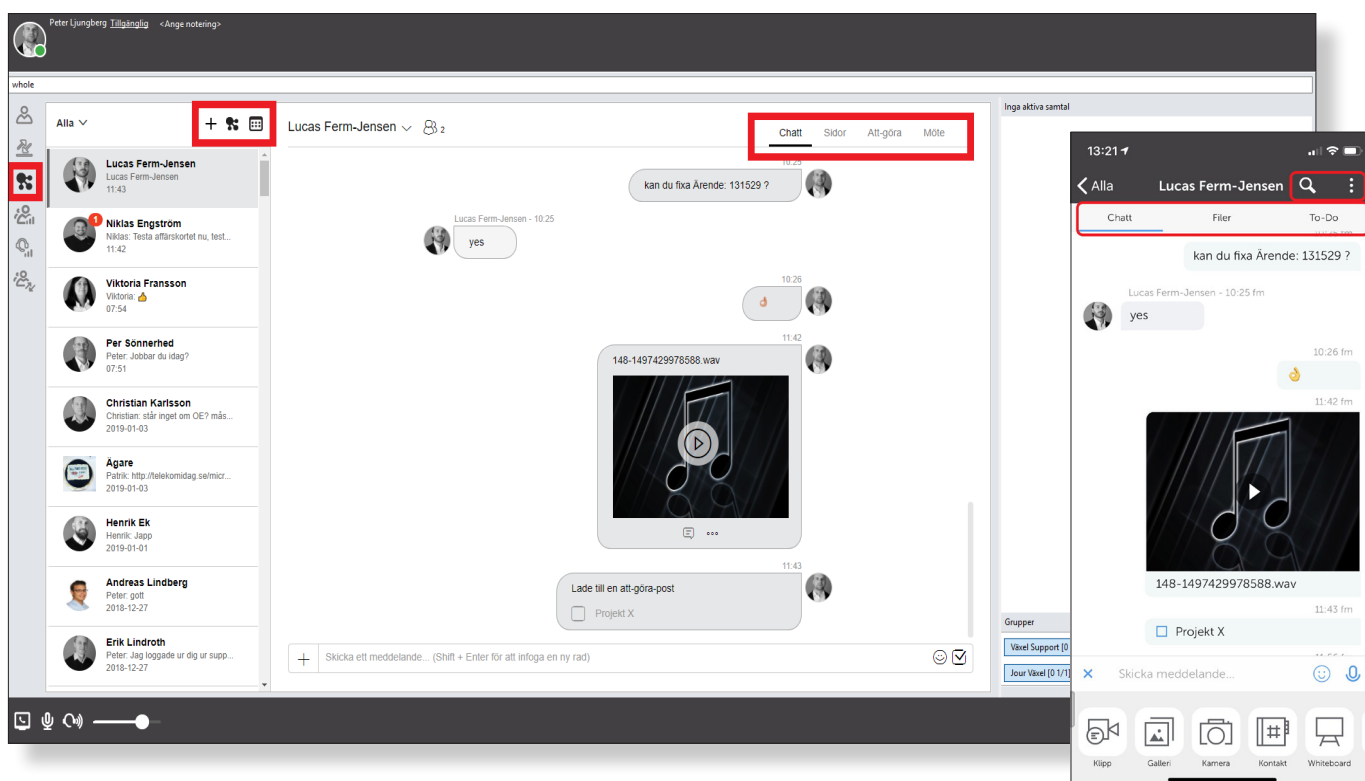 Peter Ljungberg Tillgänglig <Ange notering>
whole
Alla
Lucas Ferm-Jensen
Lucas Ferm-Jensen
11:43
1
Niklas Engström
Niklas: Testa affärskortet nu, test...
11:42
Viktoria Fransson
Viktoria: 👍
07:54
Per Sönnerhed
Peter: Jobbar du idag?
07:51
Christian Karlsson
Christian: står inget om OE? mås...
2019-01-03
Ägare
Patrik: http://telekomidag.se/micr...
2019-01-03
Henrik Ek
Henrik: Japp
2019-01-01
Andreas Lindberg
Peter: gott
2018-12-27
Erik Lindroth
Peter: Jag loggade ur dig ur supp...
2018-12-27
Lucas Ferm-Jensen 2
Chatt Sidor Att-göra Möte
10:25
kan du fixa Ärende: 131529 ?
Lucas Ferm-Jensen - 10:25
yes
10:26
👌
11:42
148-1497429978588.wav
11:43
Lade till en att-göra-post
Projekt X
Skicka ett meddelande... (Shift + Enter för att infoga en ny rad)
Inga aktiva samtal
Grupper
Växel Support [0
Jour Växel [0 1/1]
13:21
Alla Lucas Ferm-Jensen
Chatt Filer To-Do
kan du fixa Ärende: 131529 ?
Lucas Ferm-Jensen - 10:25 fm
yes
10:26 fm
👌
11:42 fm
148-1497429978588.wav
11:43 fm
Projekt X
Skicka meddelande...
Klipp Galleri Kamera Kontakt Whiteboard